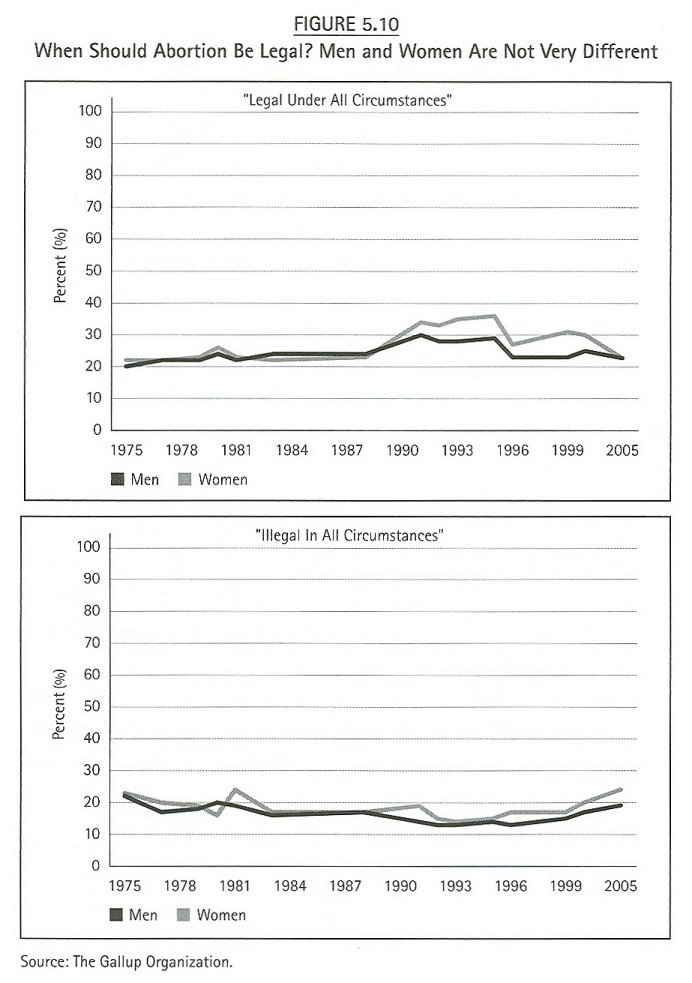 FIGURE 5.10
When Should Abortion Be Legal? Men and Women Are Not Very Different
"Legal Under All Circumstances"
100
90
80
70
60
50
40
30
20
10
0
Percent (%)
1975 1978 1981 1984 1987 1990 1993 1996 1999 2005
Men Women
"Illegal In All Circumstances"
100
90
80
70
60
50
40
30
20
10
0
Percent (%)
1975 1978 1981 1984 1987 1990 1993 1996 1999 2005
Men Women
Source: The Gallup Organization.